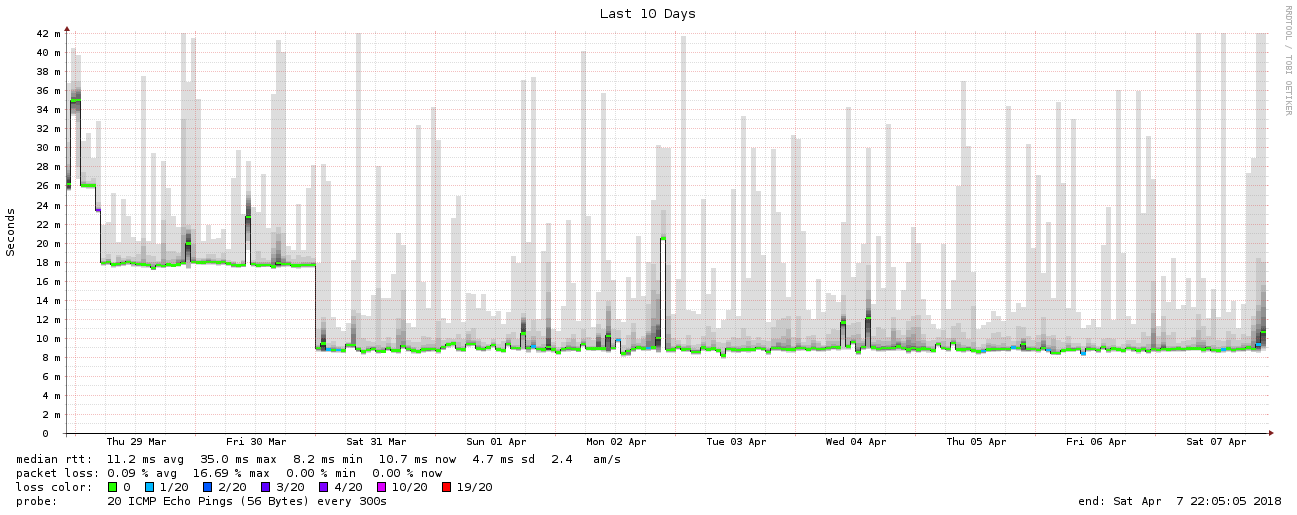 Last 10 Days
RRDTOOL / TOBI OETIKER
Seconds
42 m
40 m
38 m
36 m
34 m
32 m
30 m
28 m
26 m
24 m
22 m
20 m
18 m
16 m
14 m
12 m
10 m
8 m
6 m
4 m
2 m
0
Thu 29 Mar Fri 30 Mar Sat 31 Mar Sun 01 Apr Mon 02 Apr Tue 03 Apr Wed 04 Apr Thu 05 Apr Fri 06 Apr Sat 07 Apr
median rtt: 11.2 ms avg 35.0 ms max 8.2 ms min 10.7 ms now 4.7 ms sd 2.4 am/s
packet loss: 0.09 % avg 16.69 % max 0.00 % min 0.00 % now
loss color: 0 1/20 2/20 3/20 4/20 10/20 19/20
probe: 20 ICMP Echo Pings (56 Bytes) every 300s end: Sat Apr 7 22:05:05 2018